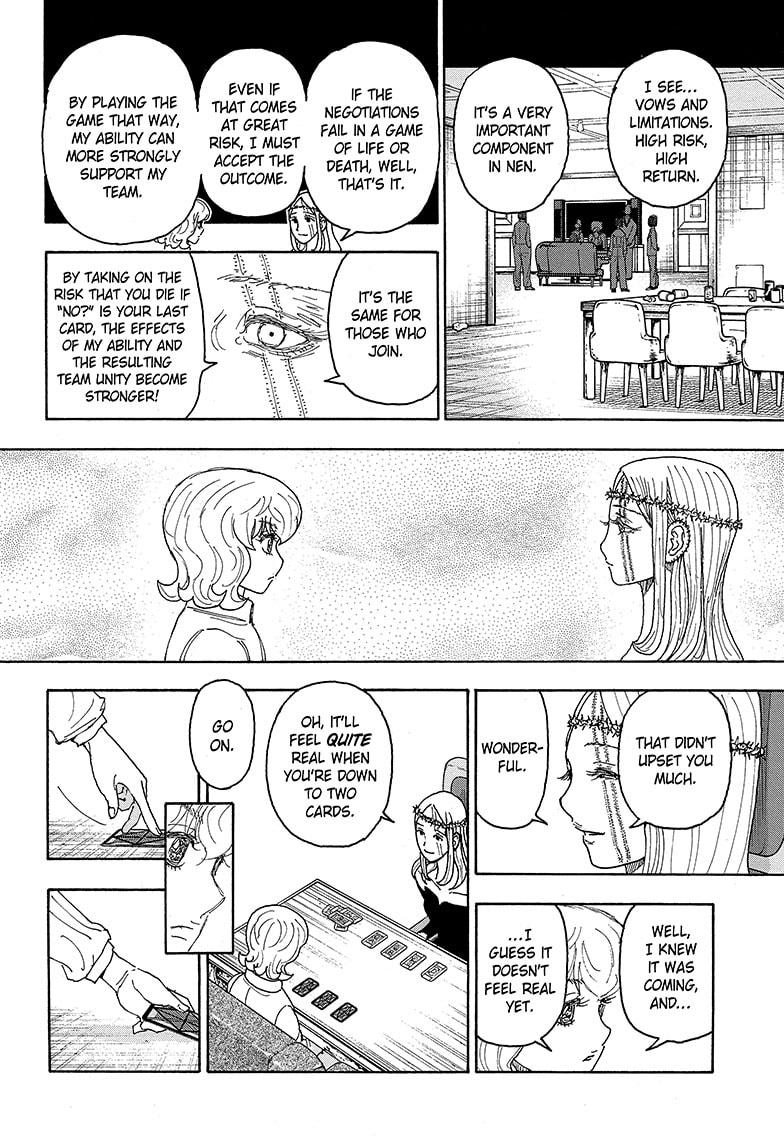 I SEE...
VOWS AND
LIMITATIONS.
HIGH RISK,
HIGH
RETURN.
IT'S A VERY
IMPORTANT
COMPONENT
IN NEN.
IF THE
NEGOTIATIONS
FAIL IN A GAME
OF LIFE OR
DEATH, WELL,
THAT'S IT.
EVEN IF
THAT COMES
AT GREAT
RISK, I MUST
ACCEPT THE
OUTCOME.
BY PLAYING THE
GAME THAT WAY,
MY ABILITY CAN
MORE STRONGLY
SUPPORT MY
TEAM.
IT'S THE
SAME FOR
THOSE WHO
JOIN.
BY TAKING ON THE
RISK THAT YOU DIE IF
"NO?" IS YOUR LAST
CARD, THE EFFECTS
OF MY ABILITY AND
THE RESULTING
TEAM UNITY BECOME
STRONGER!
THAT DIDN'T
UPSET YOU
MUCH.
WONDER-
FUL.
WELL,
I KNEW
IT WAS
COMING,
AND...
...I
GUESS IT
DOESN'T
FEEL REAL
YET.
OH, IT'LL
FEEL QUITE
REAL WHEN
YOU'RE DOWN
TO TWO
CARDS.
GO
ON.